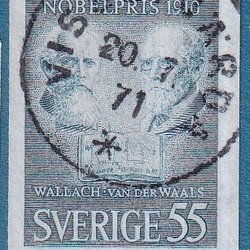 NOBELPRIS 1910
20.7
71
WALLACH-VAN DER WAALS
SVERIGE 55